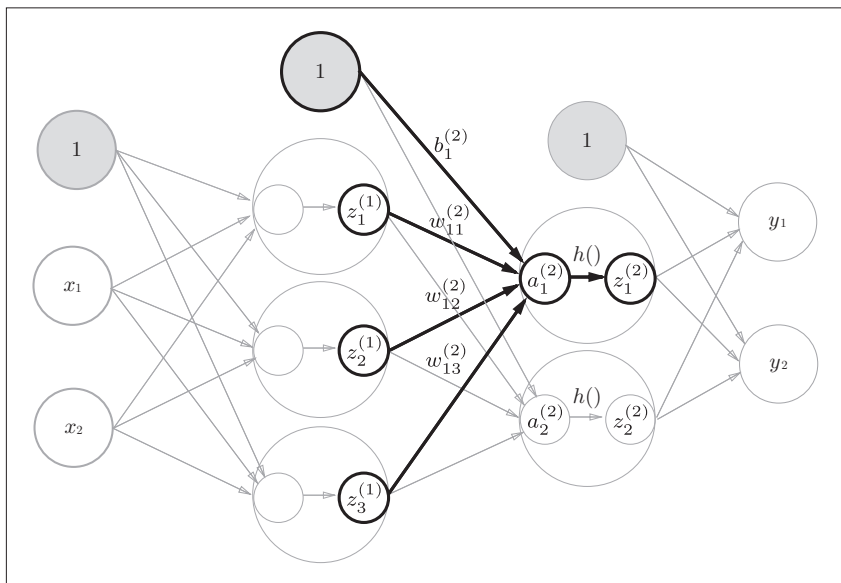 1
1
1
b₁⁽²⁾
z₁⁽¹⁾
w₁₁⁽²⁾
y₁
h()
a₁⁽²⁾
z₁⁽²⁾
x₁
w₁₂⁽²⁾
z₂⁽¹⁾
w₁₃⁽²⁾
y₂
h()
x₂
a₂⁽²⁾
z₂⁽²⁾
z₃⁽¹⁾